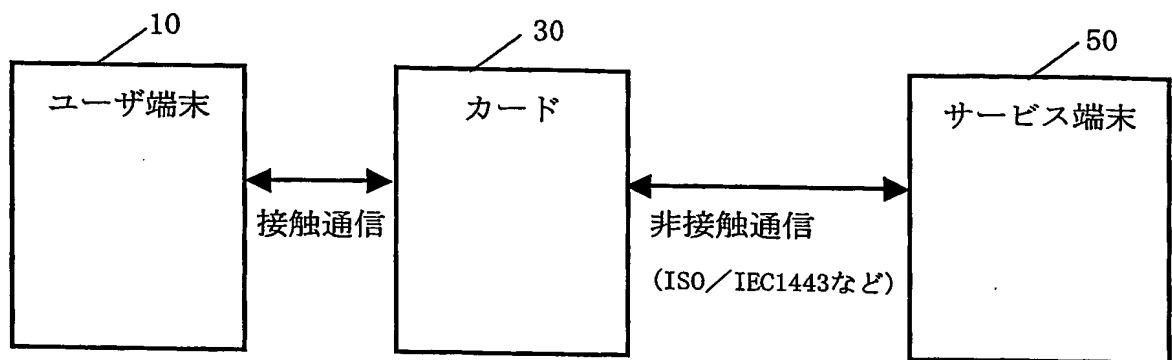 10
30
50
ユーザ端末
カード
サービス端末
接触通信
非接触通信
(ISO/IEC1443など)